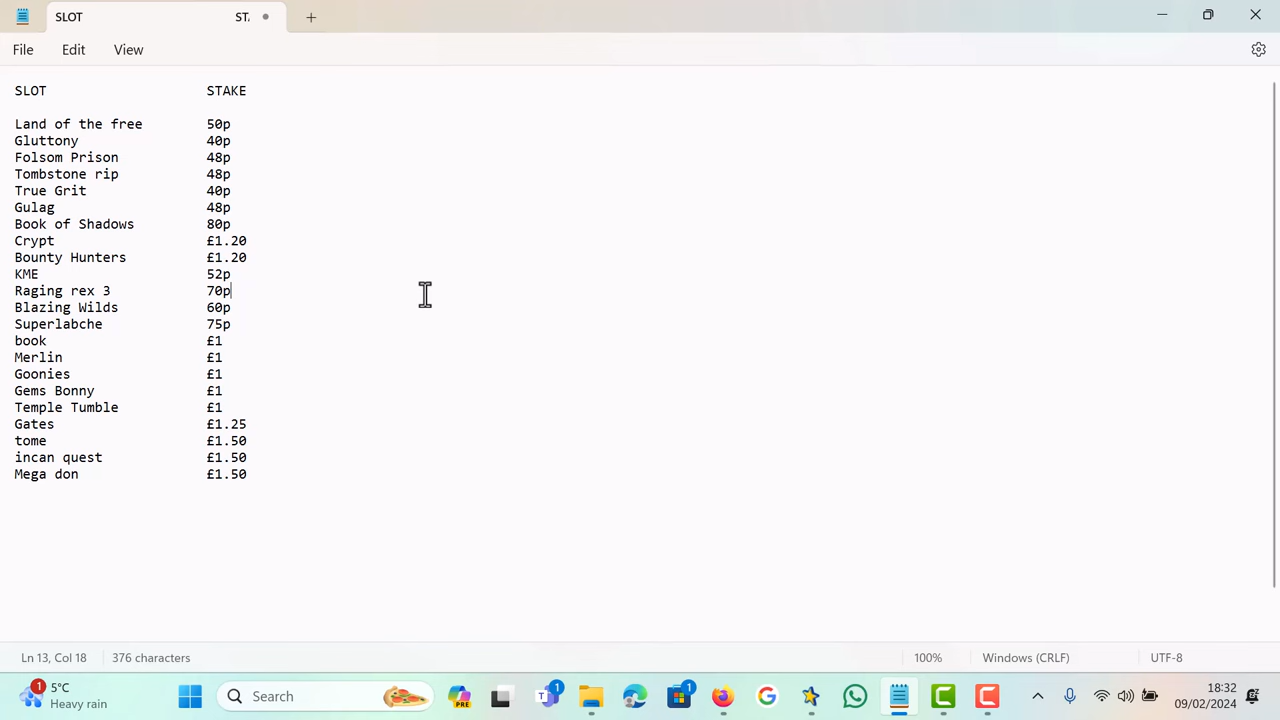 SLOT ST.
File Edit View
SLOT STAKE
Land of the free 50p
Gluttony 40p
Folsom Prison 48p
Tombstone rip 48p
True Grit 40p
Gulag 48p
Book of Shadows 80p
Crypt £1.20
Bounty Hunters £1.20
KME 52p
Raging rex 3 70p
Blazing Wilds 60p
Superlabche 75p
book £1
Merlin £1
Goonies £1
Gems Bonny £1
Temple Tumble £1
Gates £1.25
tome £1.50
incan quest £1.50
Mega don £1.50
Ln 13, Col 18 376 characters 100% Windows (CRLF) UTF-8
1 5°C
Heavy rain
Search
PRE
1
1
18:32
09/02/2024